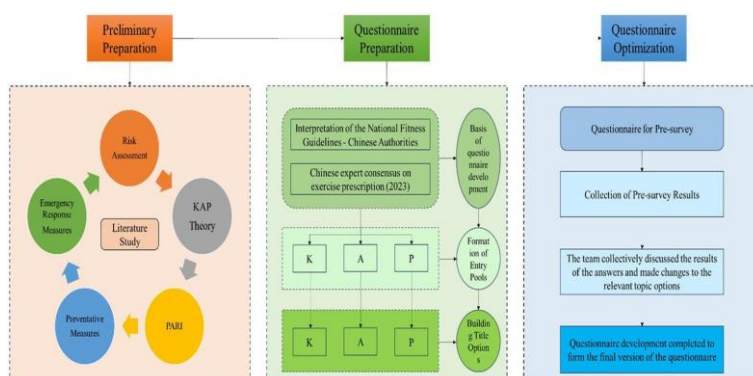 Preliminary
Preparation
Questionnaire
Preparation
Questionnaire
Optimization
Risk
Assessment
KAP
Theory
PARI
Preventative
Measures
Emergency
Response
Measures
Literature
Study
Interpretation of the National Fitness
Guidelines - Chinese Authorities
Chinese expert consensus on
exercise prescription (2023)
Basis
of
questio
nnaire
develop
ment
K
A
P
Format
ion of
Entry
Pools
K
A
P
Buildin
g Title
Option
s
Questionnaire for Pre-survey
Collection of Pre-survey Results
The team collectively discussed the results
of the answers and made changes to the
relevant topic options
Questionnaire development completed to
form the final version of the questionnaire